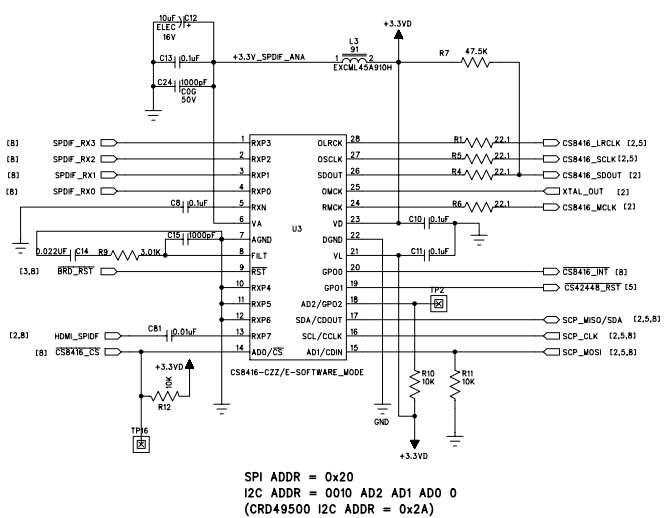 10uF C12
ELEC +
16V
C13 0.1uF
C24 1000pF
COG
50V
+3.3V_SPDIF_ANA
L3
91
1 2
EXCML45A910H
+3.3VD
R7 47.5K
[8] SPDIF_RX3 1 RXP3 OLRCK 28 R1 22.1 CS8416_LRCLK [2,5]
[8] SPDIF_RX2 2 RXP2 OSCLK 27 R5 22.1 CS8416_SCLK [2,5]
[8] SPDIF_RX1 3 RXP1 SDOUT 26 R4 22.1 CS8416_SDOUT [2]
[8] SPDIF_RX0 4 RXP0 OMCK 25 XTAL_OUT [2]
C8 0.1uF 5 RXN RMCK 24 R6 22.1 CS8416_MCLK [2]
U3
6 VA VD 23 C10 0.1uF
C15 1000pF 7 AGND DGND 22
0.022UF C14 R9 3.01K 8 FILT VL 21 C11 0.1uF
[3,8] BRD_RST 9 RST GPO0 20 CS8416_INT [8]
10 RXP4 GPO1 19 CS42448_RST [5]
11 RXP5 AD2/GPO2 18 TP2
12 RXP6 SDA/CDOUT 17 SCP_MISO/SDA [2,5,8]
[2,8] HDMI_SPIDF C81 0.01uF 13 RXP7 SCL/CCLK 16 SCP_CLK [2,5,8]
[8] CS8416_CS 14 AD0/CS AD1/CDIN 15 SCP_MOSI [2,5,8]
CS8416-CZZ/E-SOFTWARE_MODE
+3.3VD
10K
R12
R10
10K
R11
10K
GND
TP16
+3.3VD
SPI ADDR = 0x20
I2C ADDR = 0010 AD2 AD1 AD0 0
(CRD49500 I2C ADDR = 0x2A)